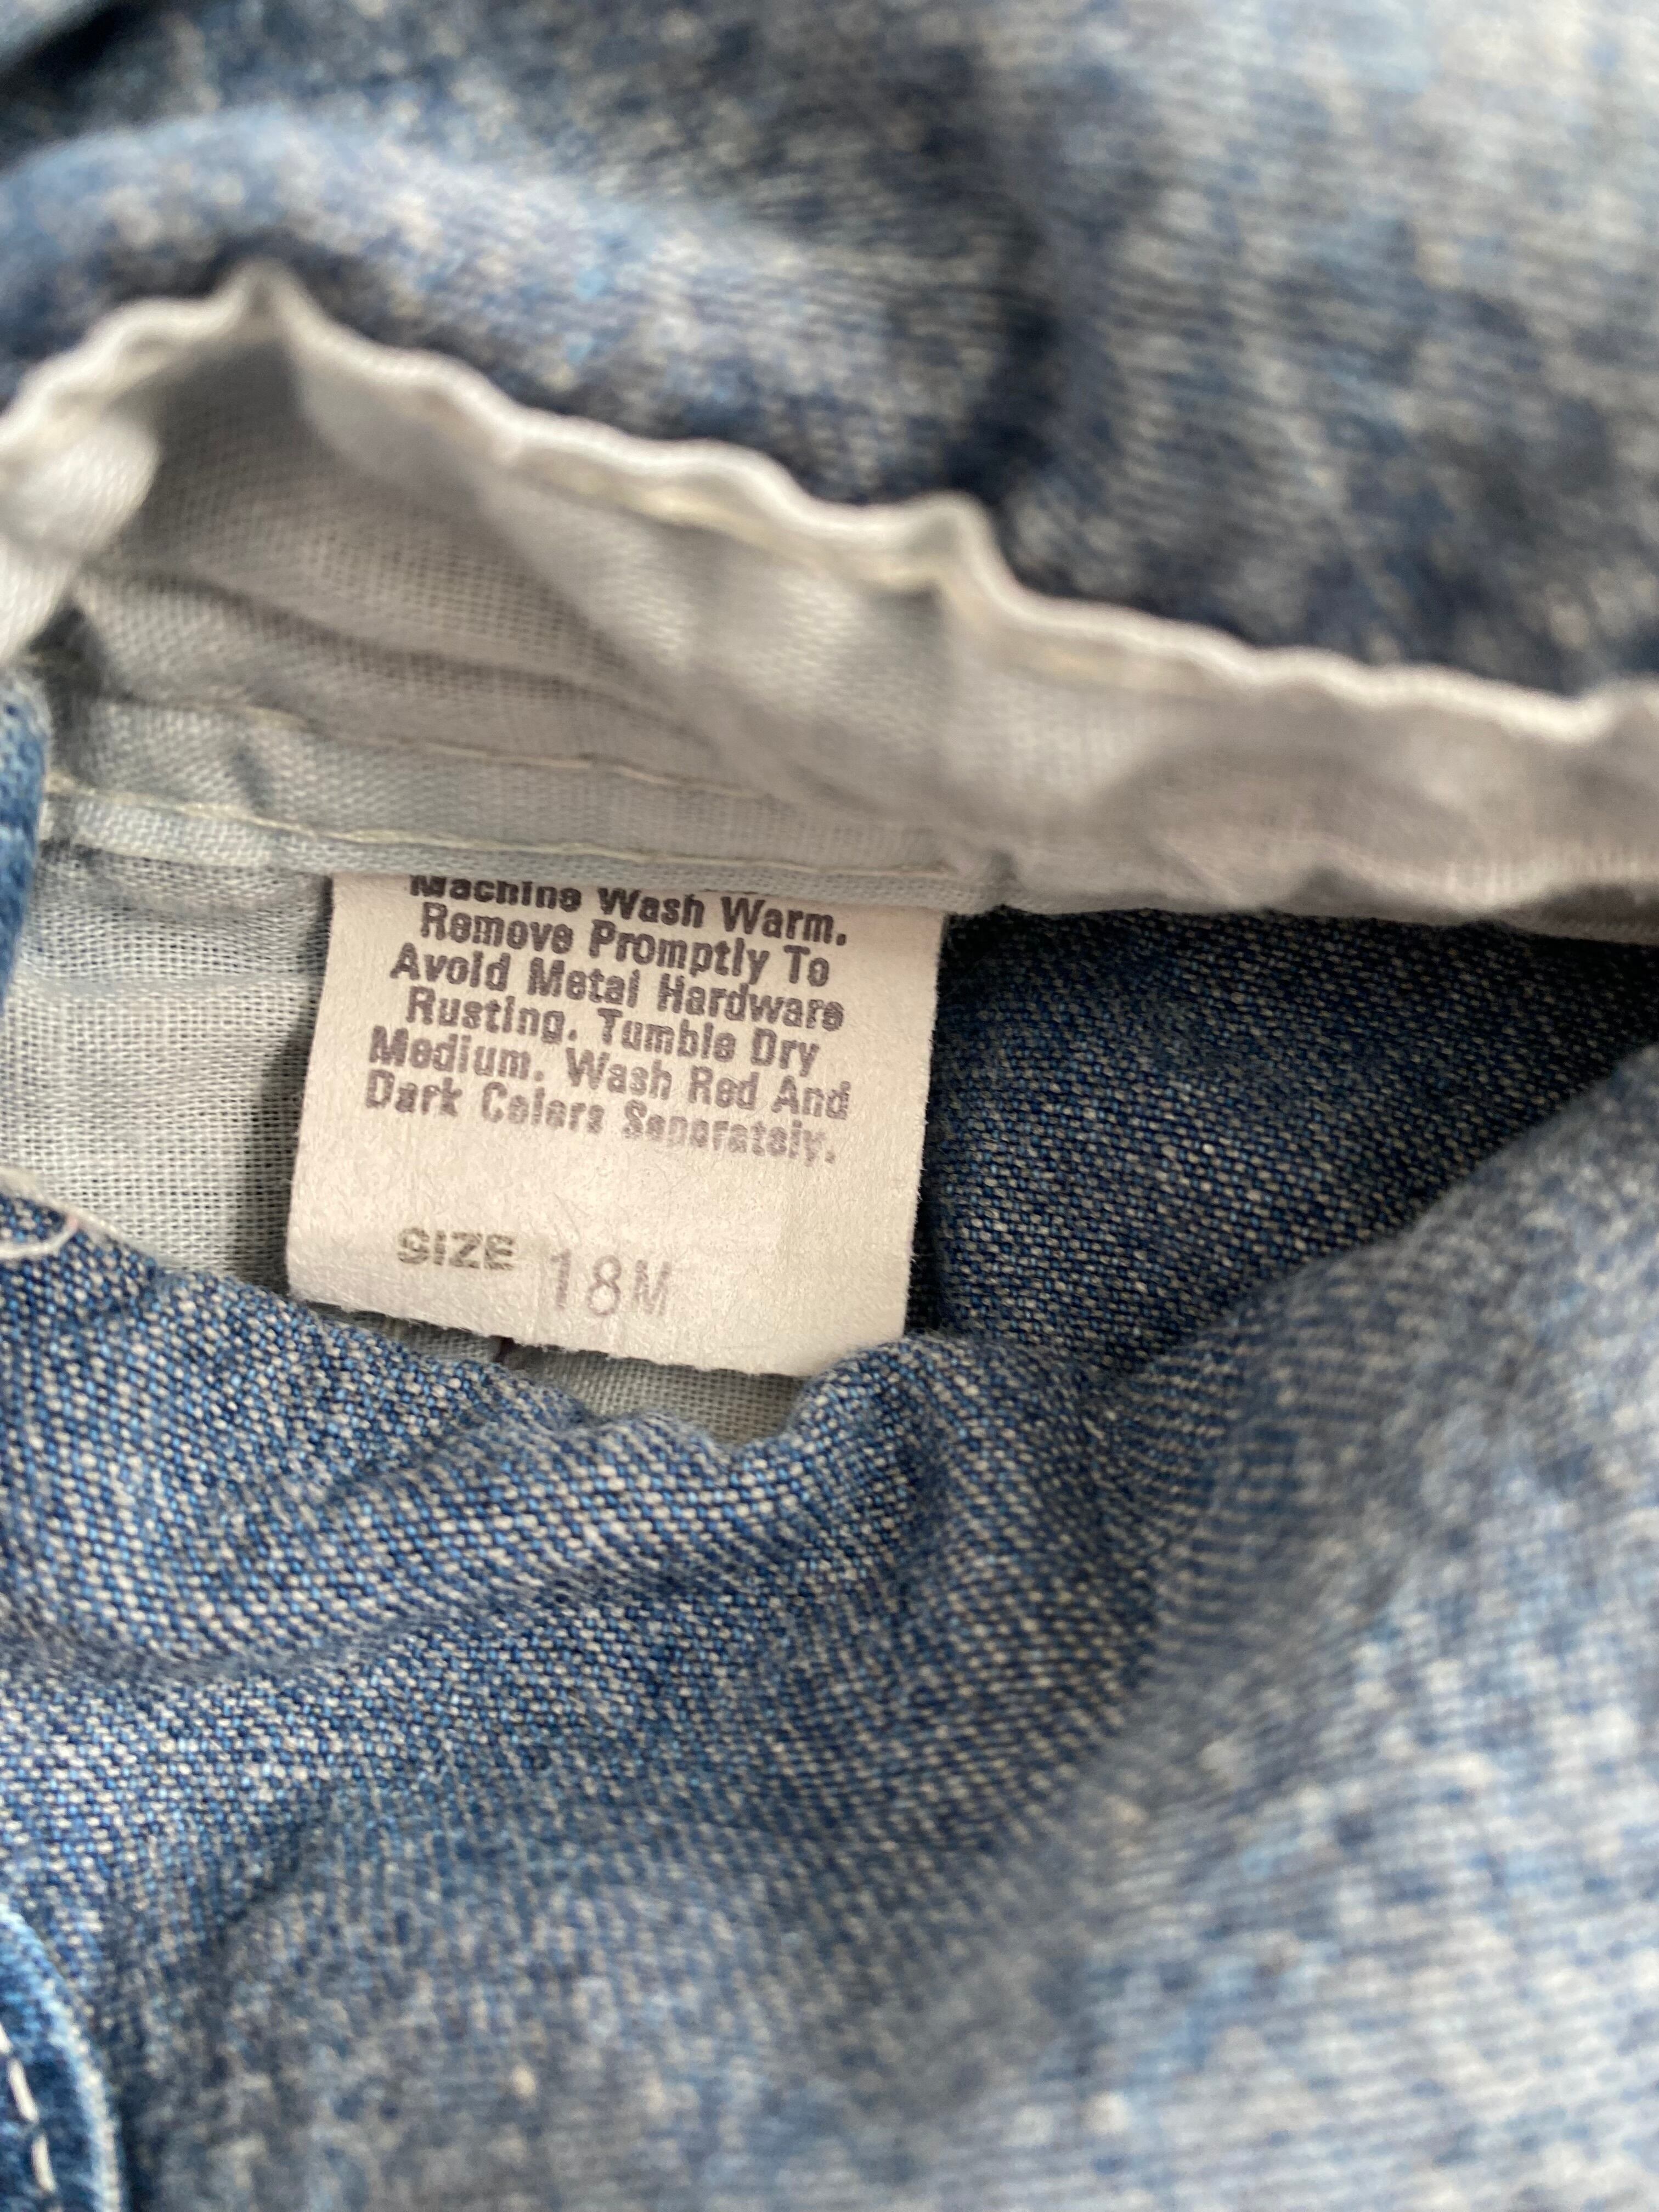 Machine Wash Warm.
Remove Promptly To
Avoid Metal Hardware
Rusting. Tumble Dry
Medium. Wash Red And
Dark Colors Separately.
SIZE 18M